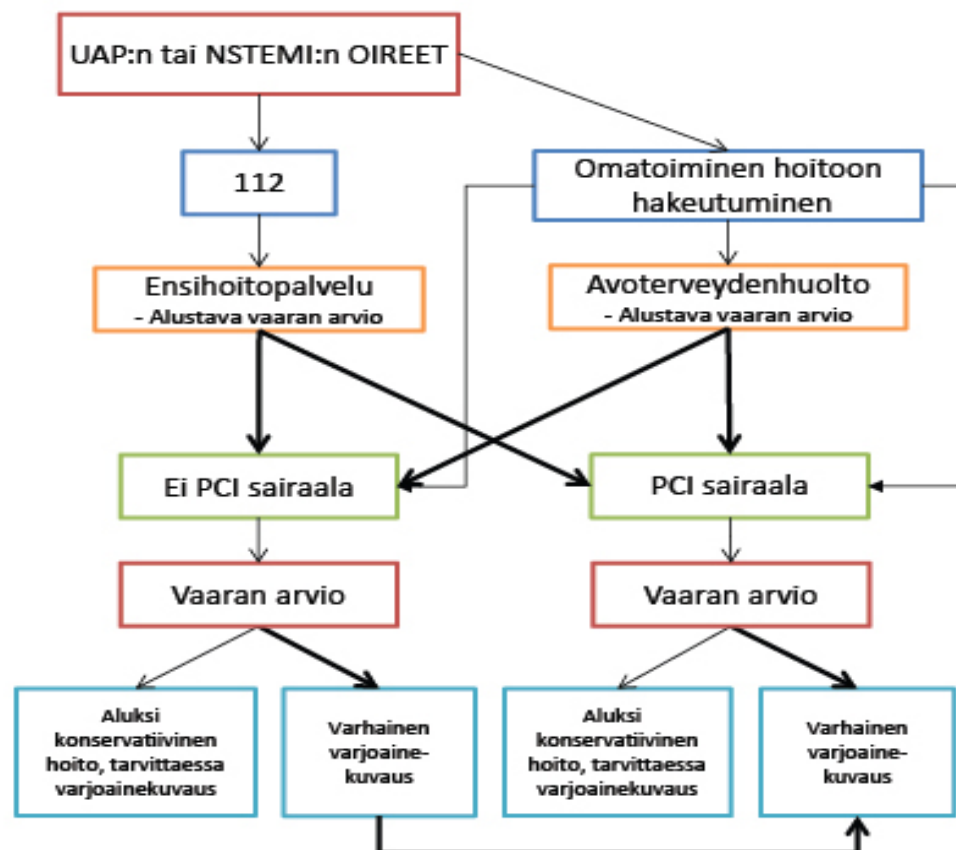 UAP:n tai NSTEMI:n OIREET
112
Omatoiminen hoitoon
hakeutuminen
Ensihoitopalvelu
- Alustava vaaran arvio
Avoterveydenhuolto
- Alustava vaaran arvio
Ei PCI sairaala
PCI sairaala
Vaaran arvio
Vaaran arvio
Aluksi
konservatiivinen
hoito, tarvittaessa
varjoainekuvaus
Varhainen
varjoaine-
kuvaus
Aluksi
konservatiivinen
hoito, tarvittaessa
varjoainekuvaus
Varhainen
varjoaine-
kuvaus